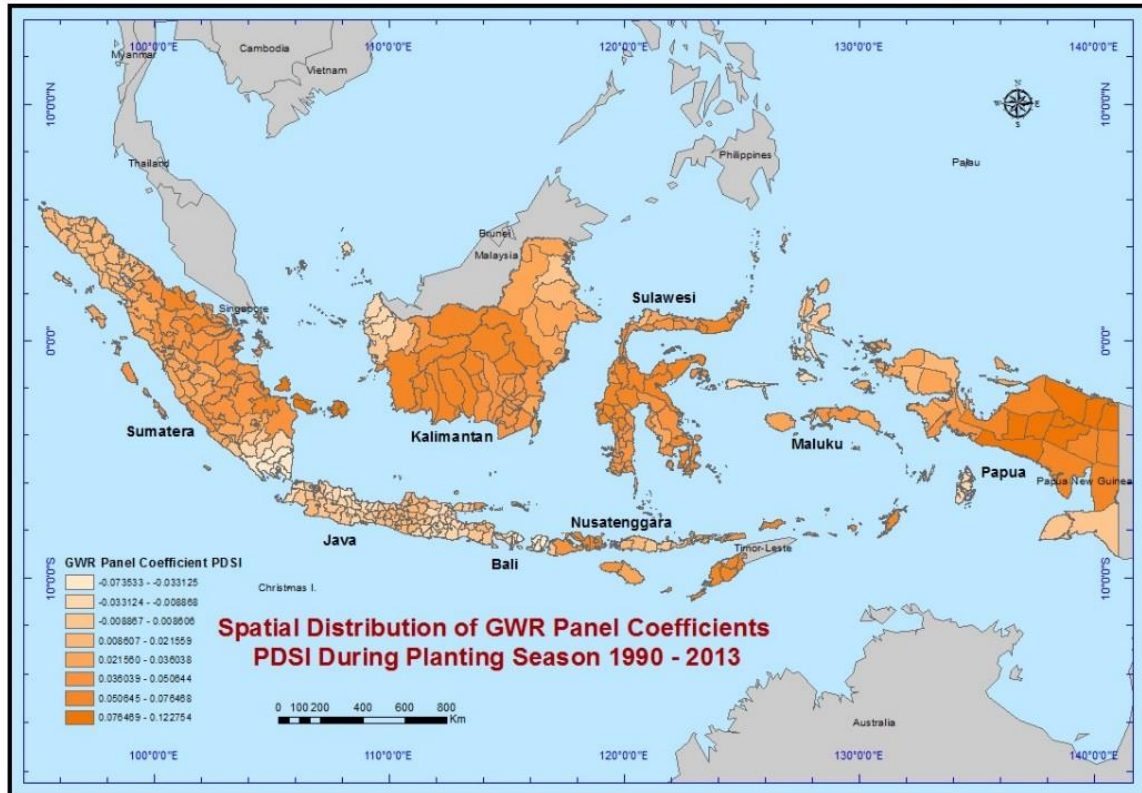 100°0'0"E 110°0'0"E 120°0'0"E 130°0'0"E 140°0'0"E
Myanmar
Cambodia
Vietnam
10°0'0"N
10°0'0"N
N
W E
S
Thailand
Philippines
Palau
Brunei
Malaysia
Singapore
Sulawesi
0°0'0"
0°0'0"
Sumatera
Kalimantan
Maluku
Papua
Papua New Guinea
Nusatenggara
Java
Bali
Timor-Leste
10°0'0"S
10°0'0"S
Christmas I.
GWR Panel Coefficient PDSI
-0.073533 - -0.033125
-0.033124 - -0.008868
-0.008867 - 0.008606
0.008607 - 0.021559
0.021560 - 0.036038
0.036039 - 0.050644
0.050645 - 0.076468
0.076469 - 0.122754
Spatial Distribution of GWR Panel Coefficients
PDSI During Planting Season 1990 - 2013
0 100 200 400 600 800
Km
Australia
100°0'0"E 110°0'0"E 120°0'0"E 130°0'0"E 140°0'0"E